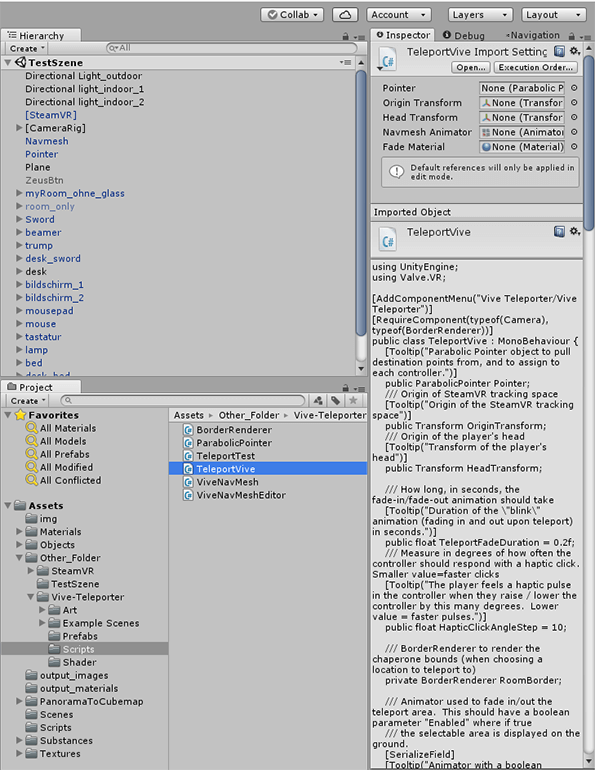 Collab
Account
Layers
Layout
Hierarchy
Create
All
TestSzene
Directional Light_outdoor
Directional light_indoor_1
Directional light_indoor_2
[SteamVR]
[CameraRig]
Navmesh
Pointer
Plane
ZeusBtn
myRoom_ohne_glass
room_only
Sword
beamer
trump
desk_sword
desk
bildschirm_1
bildschirm_2
mousepad
mouse
tastatur
lamp
bed
desk_bed
Project
Create
Favorites
All Materials
All Models
All Prefabs
All Modified
All Conflicted
Assets
img
Materials
Objects
Other_Folder
SteamVR
TestSzene
Vive-Teleporter
Art
Example Scenes
Prefabs
Scripts
Shader
output_images
output_materials
PanoramaToCubemap
Scenes
Scripts
Substances
Textures
Assets Other_Folder Vive-Teleporter
BorderRenderer
ParabolicPointer
TeleportTest
TeleportVive
ViveNavMesh
ViveNavMeshEditor
Inspector
Debug
Navigation
TeleportVive Import Setting
Open...
Execution Order...
Pointer None (Parabolic P
Origin Transform None (Transfor
Head Transform None (Transfor
Navmesh Animator None (Animator
Fade Material None (Material)
Default references will only be applied in
edit mode.
Imported Object
C#
TeleportVive
using UnityEngine;
using Valve.VR;
[AddComponentMenu("Vive Teleporter/Vive
Teleporter")]
[RequireComponent(typeof(Camera),
typeof(BorderRenderer))]
public class TeleportVive : MonoBehaviour {
[Tooltip("Parabolic Pointer object to pull
destination points from, and to assign to
each controller.")]
public ParabolicPointer Pointer;
/// Origin of SteamVR tracking space
[Tooltip("Origin of the SteamVR tracking
space")]
public Transform OriginTransform;
/// Origin of the player's head
[Tooltip("Transform of the player's
head")]
public Transform HeadTransform;
/// How long, in seconds, the
fade-in/fade-out animation should take
[Tooltip("Duration of the \"blink\"
animation (fading in and out upon teleport)
in seconds.")]
public float TeleportFadeDuration = 0.2f;
/// Measure in degrees of how often the
controller should respond with a haptic click.
Smaller value=faster clicks
[Tooltip("The player feels a haptic pulse
in the controller when they raise / lower the
controller by this many degrees.  Lower
value = faster pulses.")]
public float HapticClickAngleStep = 10;
/// BorderRenderer to render the
chaperone bounds (when choosing a
location to teleport to)
private BorderRenderer RoomBorder;
/// Animator used to fade in/out the
teleport area.  This should have a boolean
parameter "Enabled" where if true
/// the selectable area is displayed on the
ground.
[SerializeField]
[Tooltip("Animator with a boolean